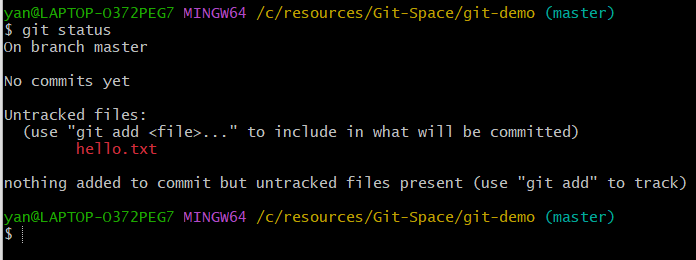 yan@LAPTOP-O372PEG7 MINGW64 /c/resources/Git-Space/git-demo (master)
$ git status
On branch master
No commits yet
Untracked files:
  (use "git add <file>..." to include in what will be committed)
        hello.txt
nothing added to commit but untracked files present (use "git add" to track)
yan@LAPTOP-O372PEG7 MINGW64 /c/resources/Git-Space/git-demo (master)
$